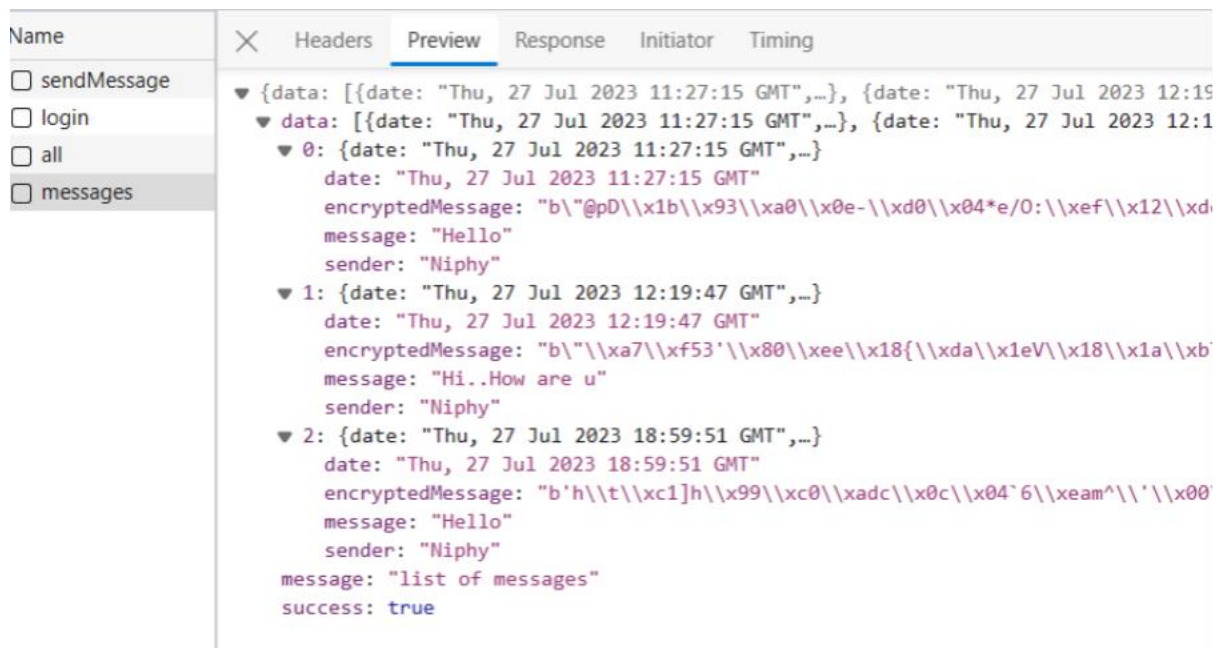 Name
Headers Preview Response Initiator Timing
sendMessage
login
all
messages
▼ {data: [{date: "Thu, 27 Jul 2023 11:27:15 GMT",…}, {date: "Thu, 27 Jul 2023 12:19
▼ data: [{date: "Thu, 27 Jul 2023 11:27:15 GMT",…}, {date: "Thu, 27 Jul 2023 12:1
▼ 0: {date: "Thu, 27 Jul 2023 11:27:15 GMT",…}
date: "Thu, 27 Jul 2023 11:27:15 GMT"
encryptedMessage: "b\"@pD\\x1b\\x93\\xa0\\x0e-\\xd0\\x04*e/O:\\xef\\x12\\xd
message: "Hello"
sender: "Niphy"
▼ 1: {date: "Thu, 27 Jul 2023 12:19:47 GMT",…}
date: "Thu, 27 Jul 2023 12:19:47 GMT"
encryptedMessage: "b\"\\xa7\\xf53'\\x80\\xee\\x18{\\xda\\x1eV\\x18\\x1a\\xb
message: "Hi..How are u"
sender: "Niphy"
▼ 2: {date: "Thu, 27 Jul 2023 18:59:51 GMT",…}
date: "Thu, 27 Jul 2023 18:59:51 GMT"
encryptedMessage: "b'h\\t\\xc1]h\\x99\\xc0\\xadc\\x0c\\x04`6\\xeam^\\'\\x00
message: "Hello"
sender: "Niphy"
message: "list of messages"
success: true